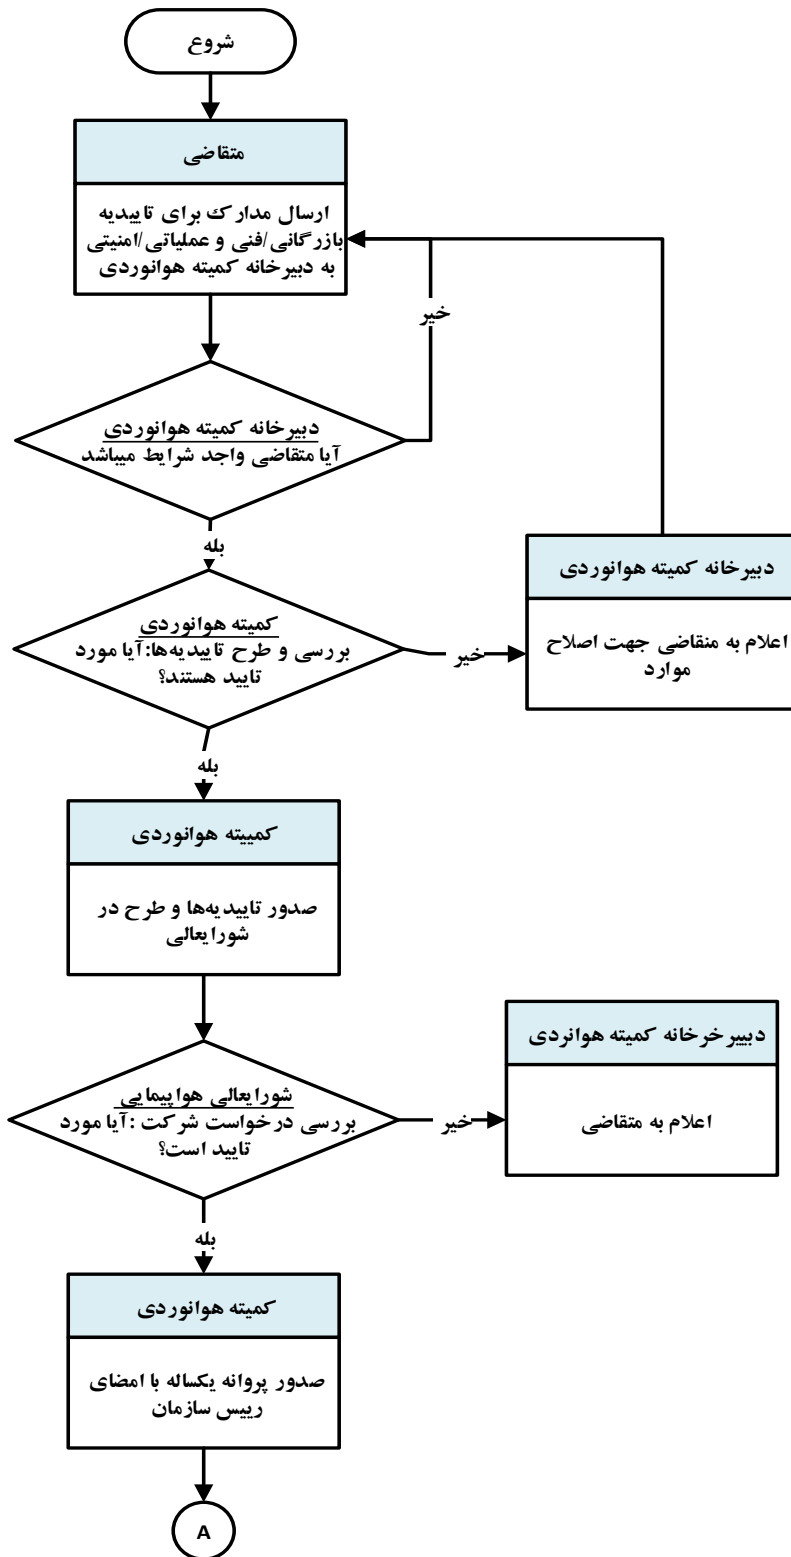 شروع
متقاضی
ارسال مدارک برای تاییدیه
بازرگانی/فنی و عملیاتی/امنیتی
به دبیرخانه کمیته هوانوردی
خیر
دبیرخانه کمیته هوانوردی
آیا متقاضی واجد شرایط میباشد
بله
کمیته هوانوردی
بررسی و طرح تاییدیه‌ها:آیا مورد
تایید هستند؟
خیر
دبیرخانه کمیته هوانوردی
اعلام به منقاضی جهت اصلاح
موارد
بله
کمییته هوانوردی
صدور تاییدیه‌ها و طرح در
شورایعالی
شورایعالی هواپیمایی
بررسی درخواست شرکت :آیا مورد
تایید است؟
خیر
دبییرخرخانه کمیته هوانردی
اعلام به متقاضی
بله
کمیته هوانوردی
صدور پروانه یکساله با امضای
رییس سازمان
A